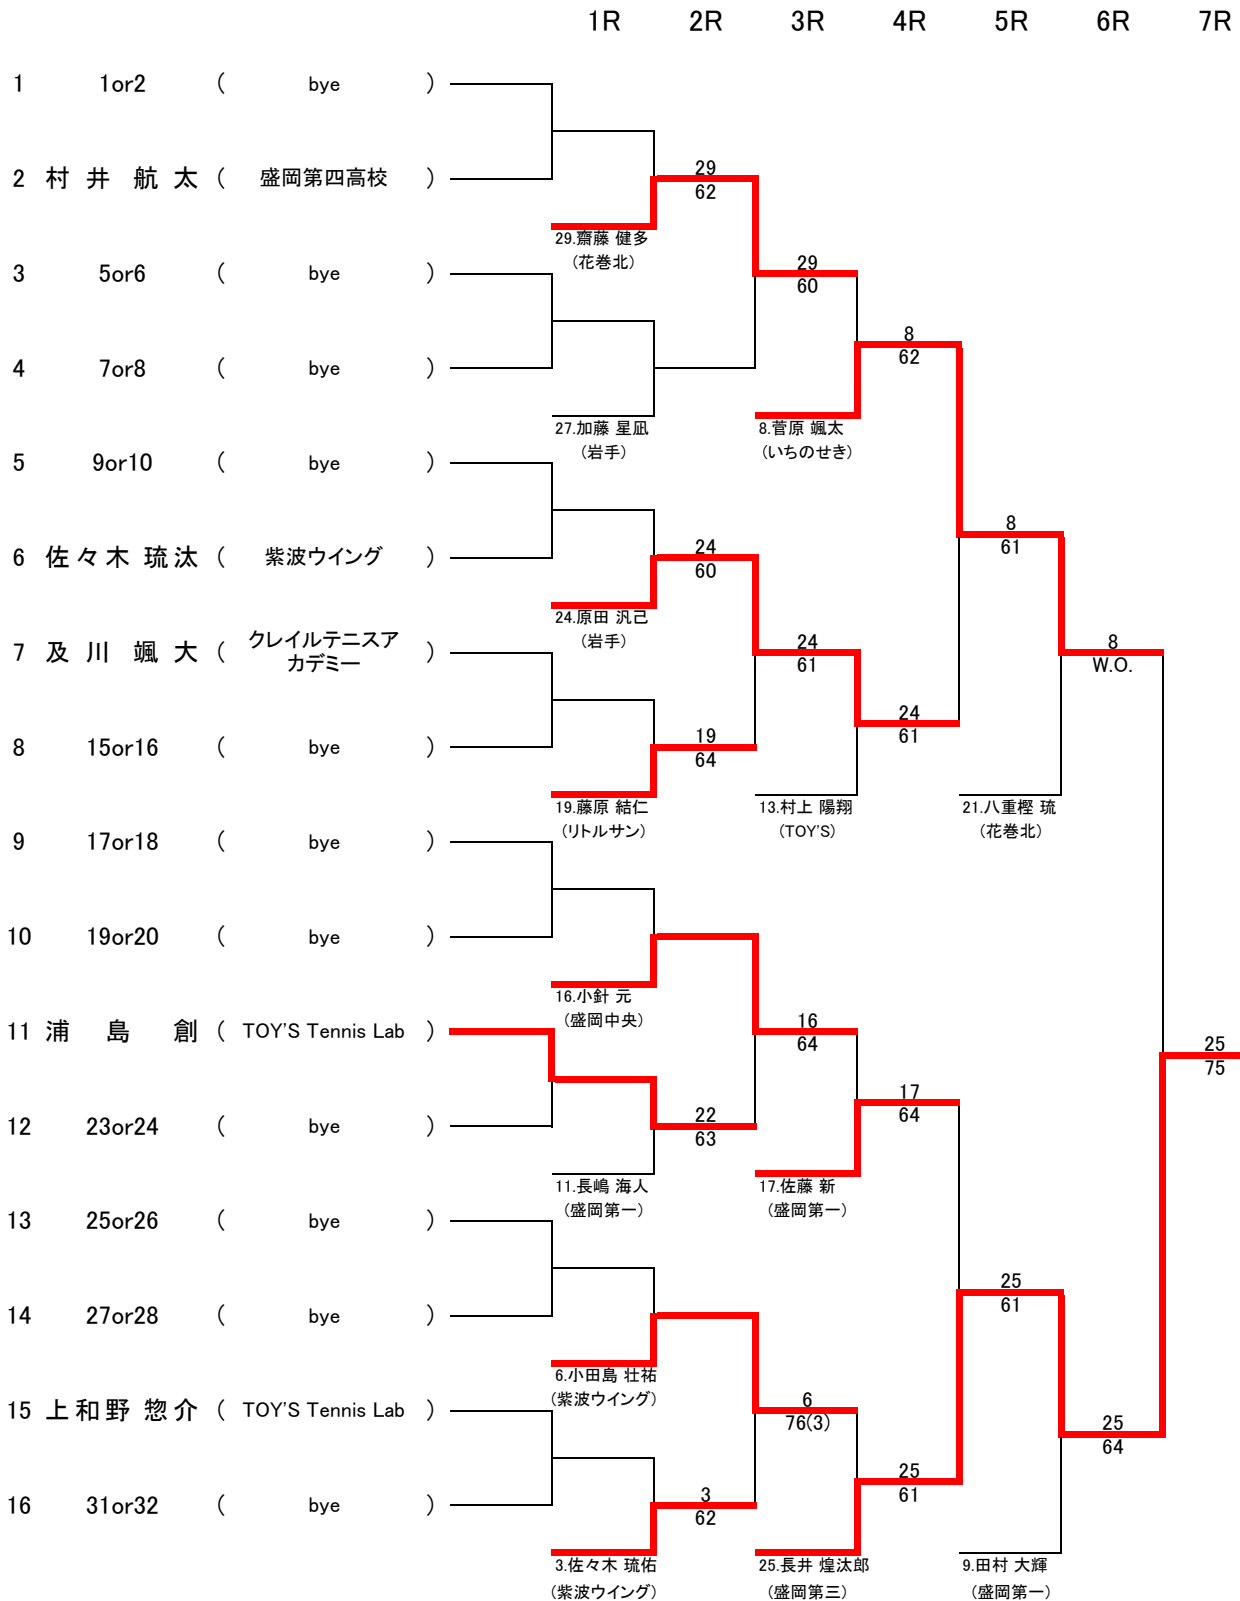 1R 2R 3R 4R 5R 6R 7R
1 1or2 ( bye )
2 村 井 航 太 ( 盛岡第四高校 )
29
62
29.齋藤 健多
(花巻北)
3 5or6 ( bye )
29
60
8
62
4 7or8 ( bye )
27.加藤 星凪
(岩手)
8.菅原 颯太
(いちのせき)
5 9or10 ( bye )
8
61
6 佐々木 琉汰 ( 紫波ウイング )
24
60
24.原田 汎己
(岩手)
7 及 川 颯 大 ( クレイルテニスア
カデミー )
24
61
8
W.O.
24
61
8 15or16 ( bye )
19
64
19.藤原 結仁
(リトルサン)
13.村上 陽翔
(TOY'S)
21.八重樫 琉
(花巻北)
9 17or18 ( bye )
10 19or20 ( bye )
16.小針 元
(盛岡中央)
11 浦 島 創 ( TOY'S Tennis Lab )
16
64
25
75
17
64
12 23or24 ( bye )
22
63
11.長嶋 海人
(盛岡第一)
17.佐藤 新
(盛岡第一)
13 25or26 ( bye )
25
61
14 27or28 ( bye )
6.小田島 壮祐
(紫波ウイング)
15 上和野 惣介 ( TOY'S Tennis Lab )
6
76(3)
25
64
25
61
16 31or32 ( bye )
3
62
3.佐々木 琉佑
(紫波ウイング)
25.長井 煌汰郎
(盛岡第三)
9.田村 大輝
(盛岡第一)